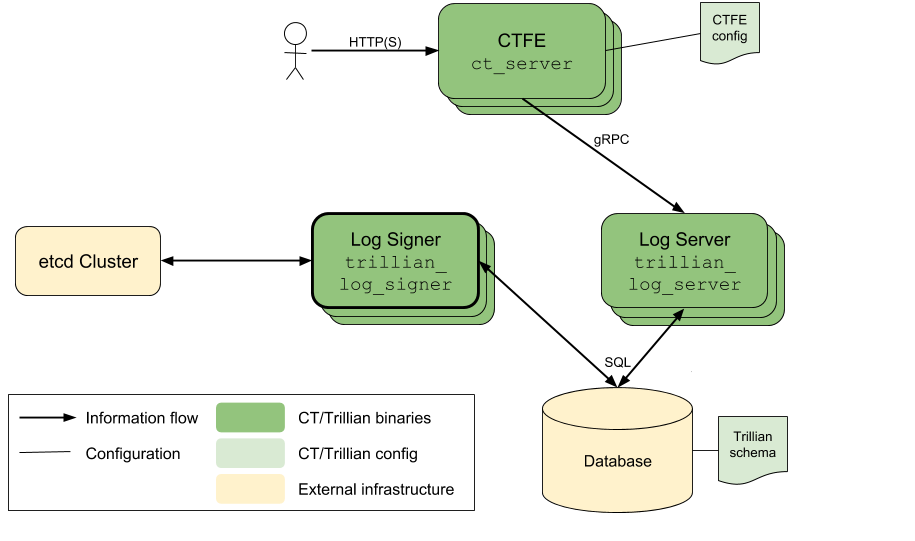 HTTP(S)
CTFE
ct_server
CTFE
config
gRPC
etcd Cluster
Log Signer
trillian_
log_signer
Log Server
trillian_
log_server
SQL
Information flow
Configuration
CT/Trillian binaries
CT/Trillian config
External infrastructure
Database
Trillian
schema